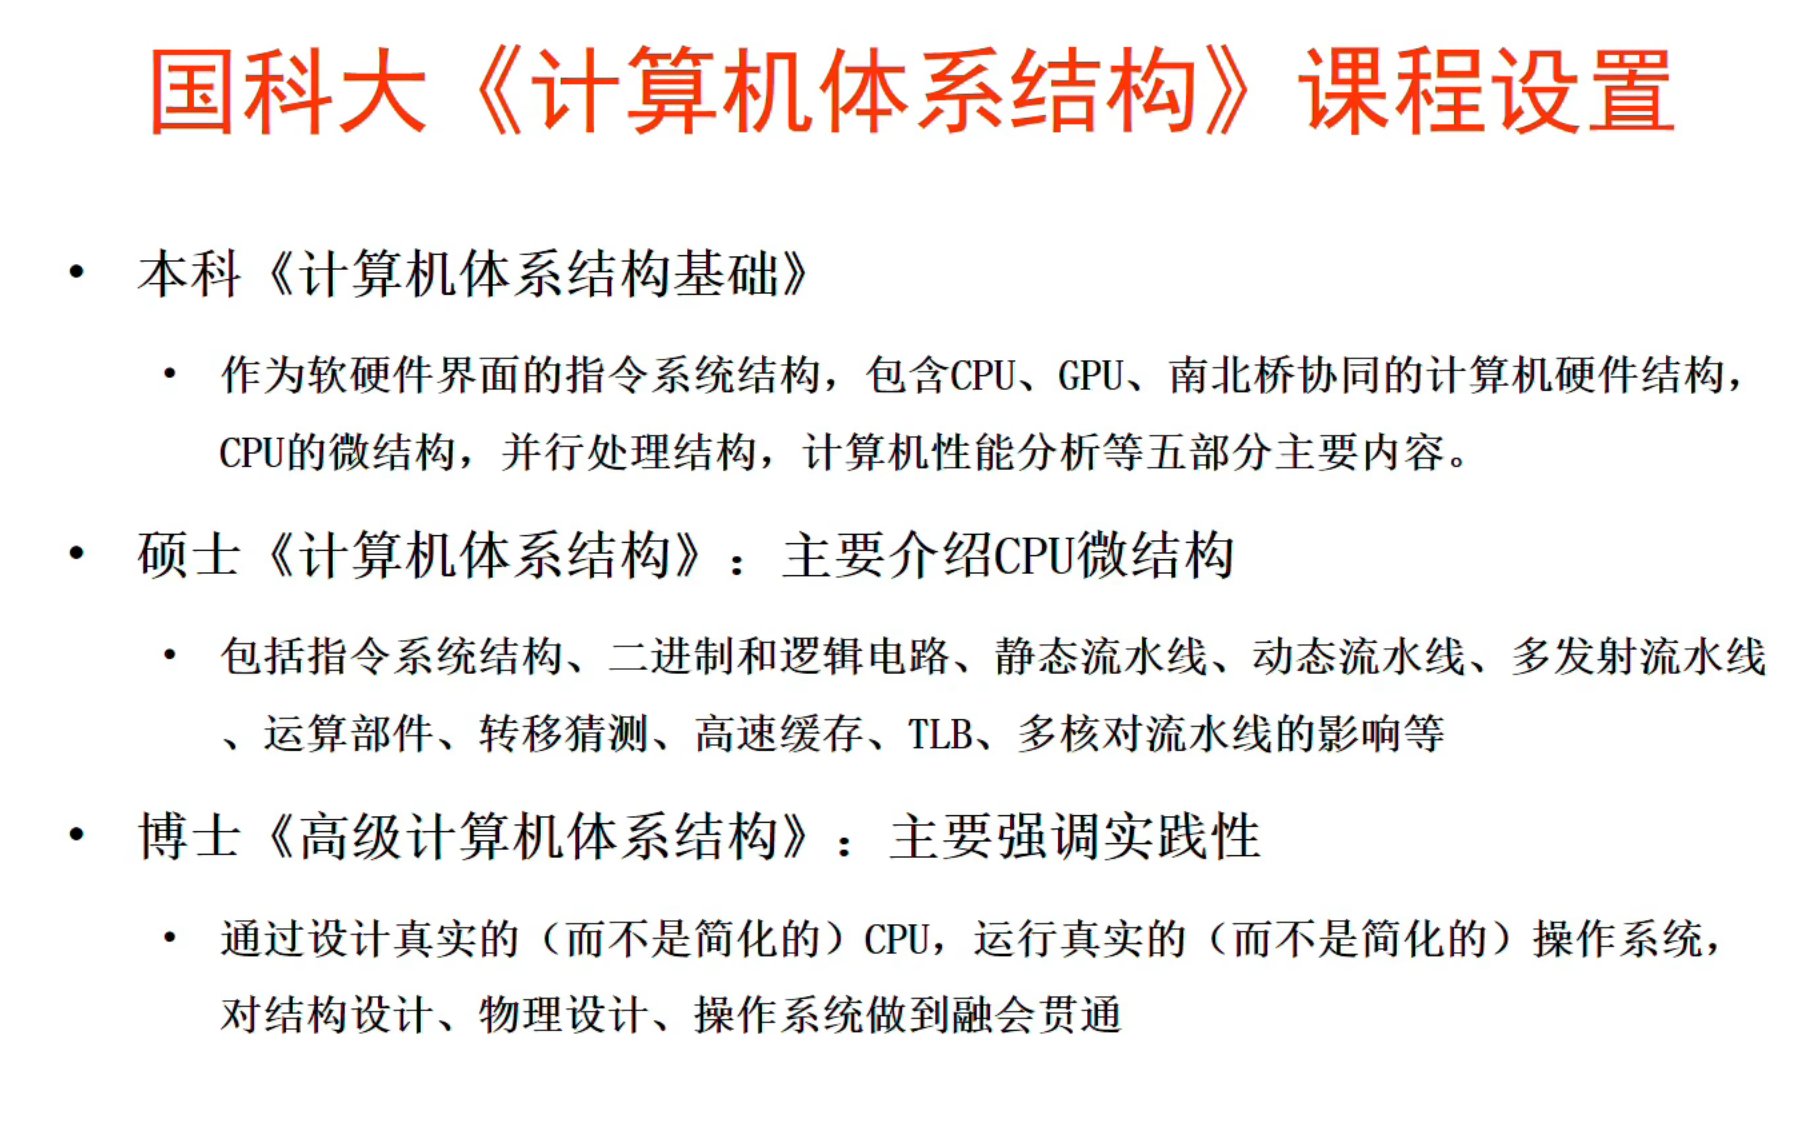 国科大《计算机体系结构》课程设置
• 本科《计算机体系结构基础》
• 作为软硬件界面的指令系统结构，包含CPU、GPU、南北桥协同的计算机硬件结构，
CPU的微结构，并行处理结构，计算机性能分析等五部分主要内容。
• 硕士《计算机体系结构》：主要介绍CPU微结构
• 包括指令系统结构、二进制和逻辑电路、静态流水线、动态流水线、多发射流水线
、运算部件、转移猜测、高速缓存、TLB、多核对流水线的影响等
• 博士《高级计算机体系结构》：主要强调实践性
• 通过设计真实的（而不是简化的）CPU，运行真实的（而不是简化的）操作系统，
对结构设计、物理设计、操作系统做到融会贯通